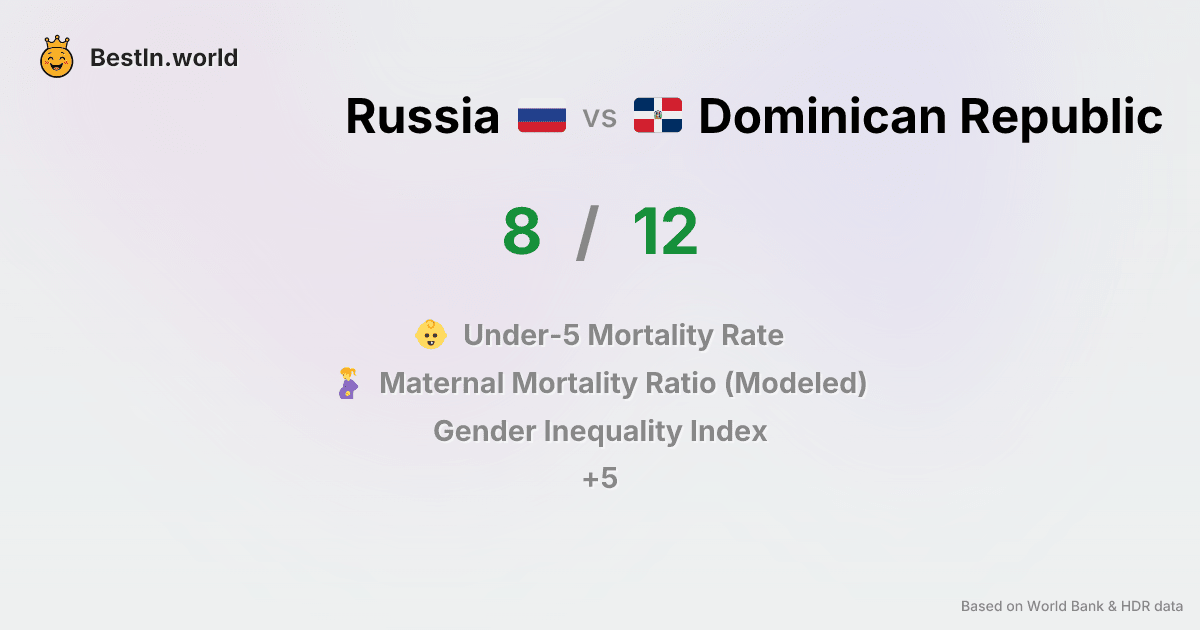 BestIn.world
Russia vs Dominican Republic
8 / 12
Under-5 Mortality Rate
Maternal Mortality Ratio (Modeled)
Gender Inequality Index
+5
Based on World Bank & HDR data